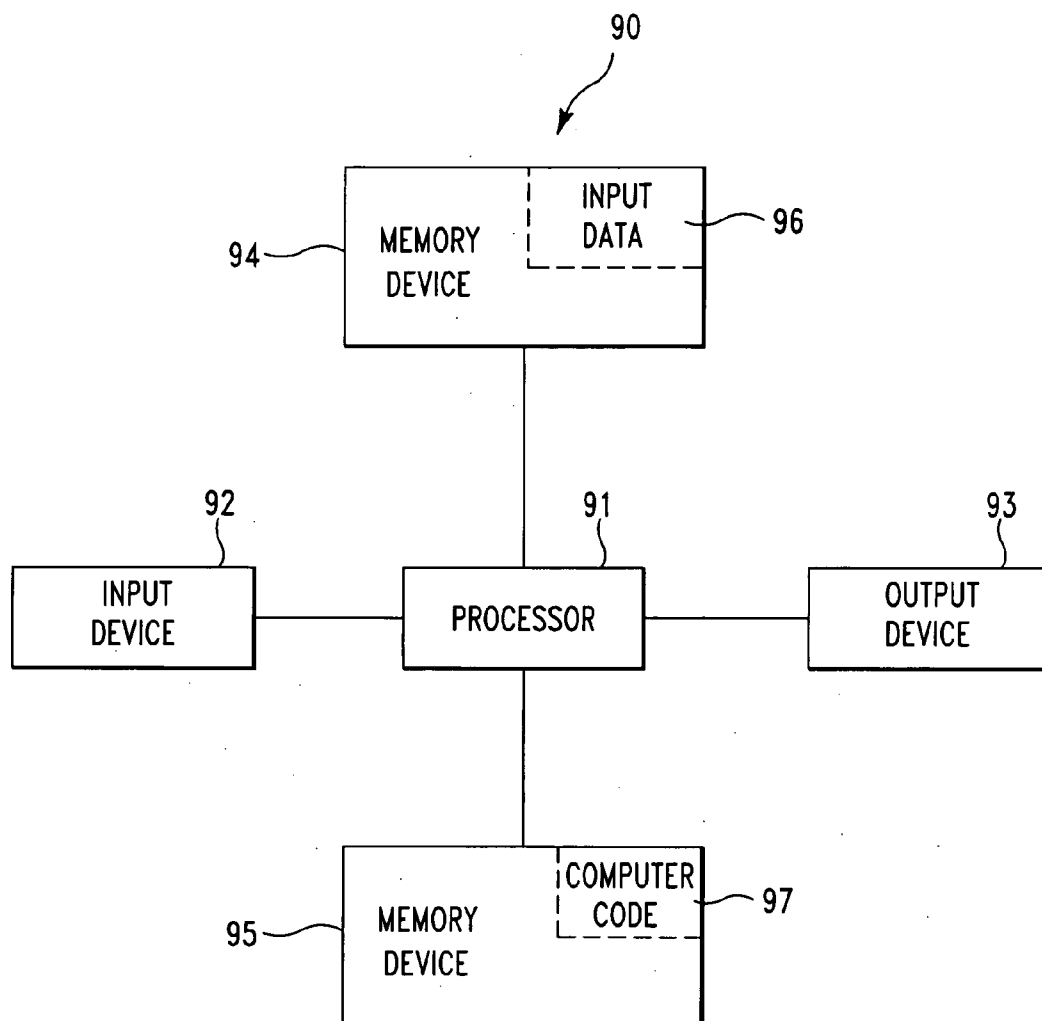 90
MEMORY
DEVICE
INPUT
DATA
94
96
92
91
93
INPUT
DEVICE
PROCESSOR
OUTPUT
DEVICE
MEMORY
DEVICE
COMPUTER
CODE
95
97